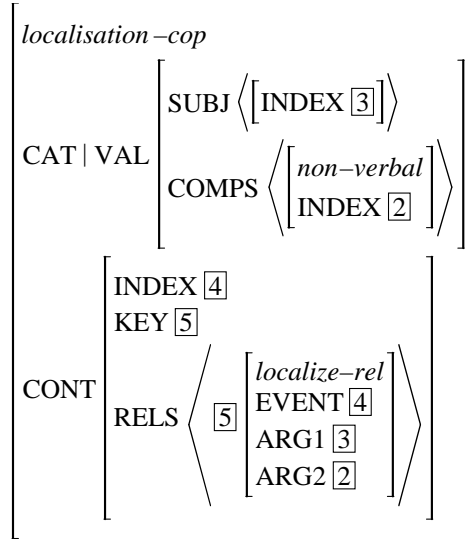 localisation–cop
SUBJ ⟨[INDEX 3]⟩
CAT | VAL
COMPS ⟨[non–verbal
INDEX 2]⟩
INDEX 4
KEY 5
CONT
localize–rel
RELS ⟨ 5 EVENT 4
ARG1 3
ARG2 2 ⟩